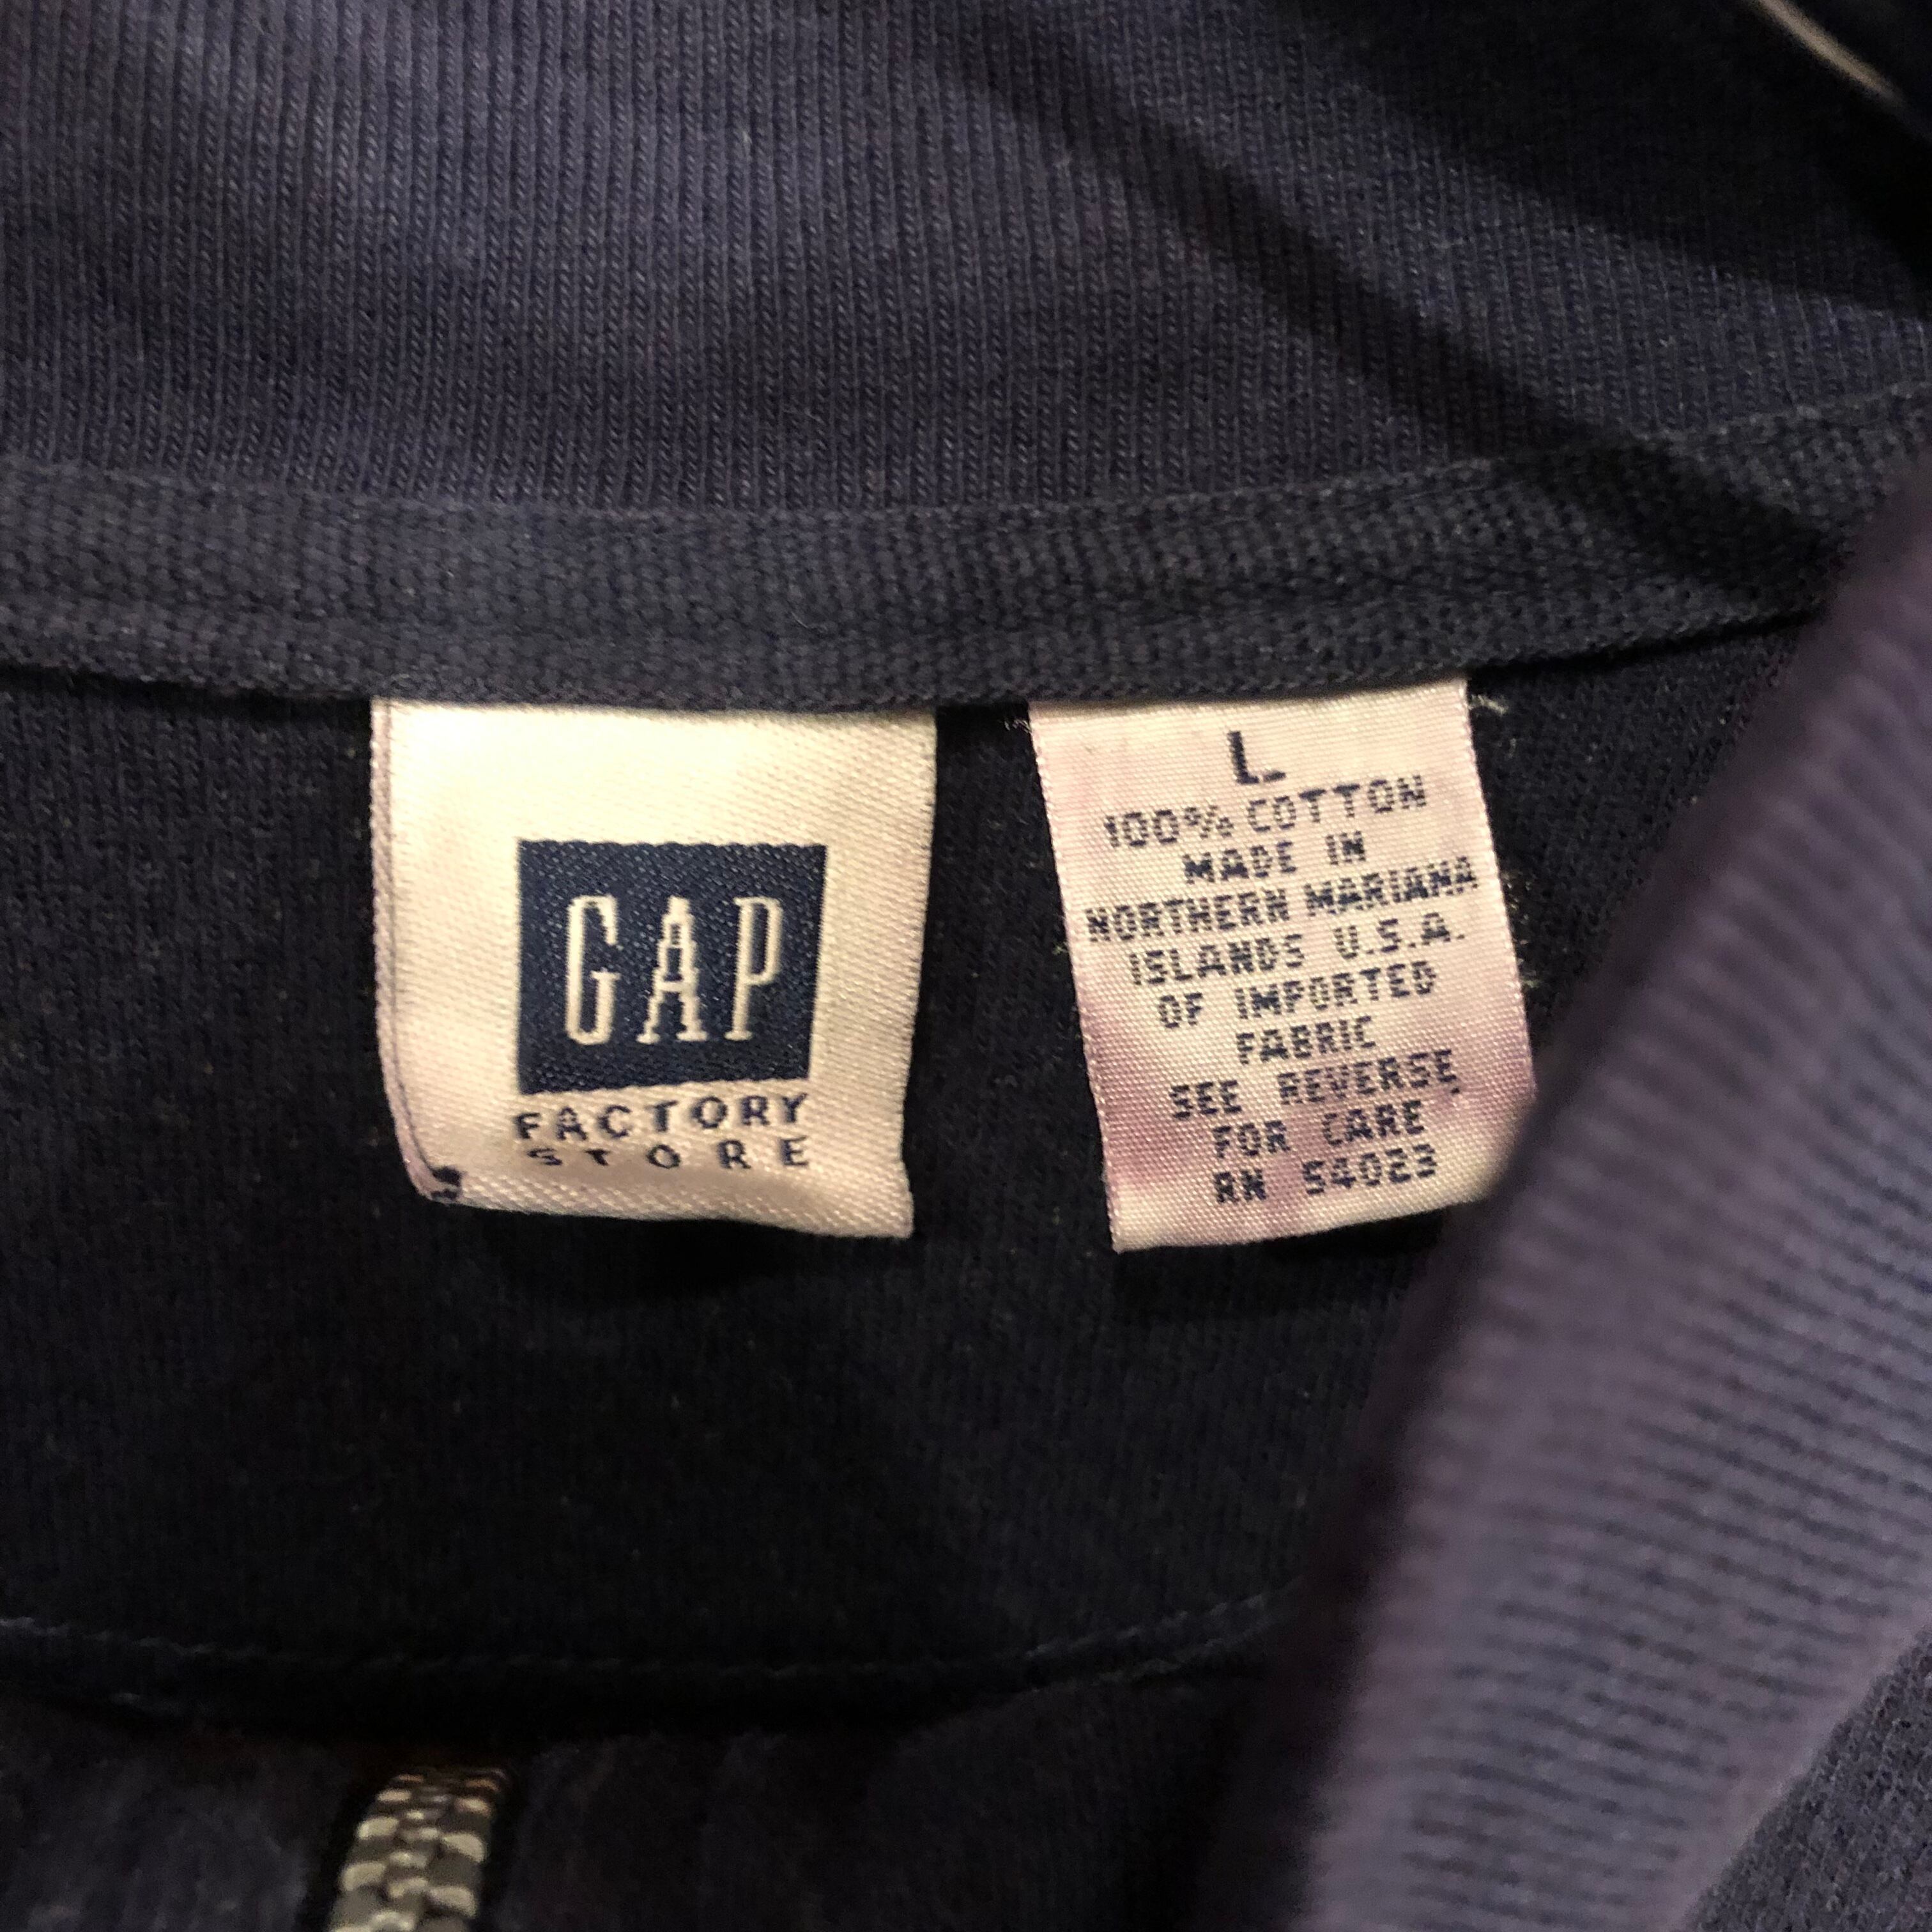 GAP
FACTORY
STORE
L
100% COTTON
MADE IN
NORTHERN MARIANA
ISLANDS U.S.A.
OF IMPORTED
FABRIC
SEE REVERSE
FOR CARE
RN 54023